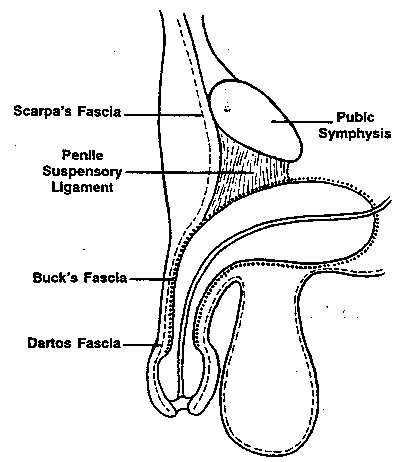 Scarpa's Fascia
Pubic
Symphysis
Penile
Suspensory
Ligament
Buck's Fascia
Dartos Fascia